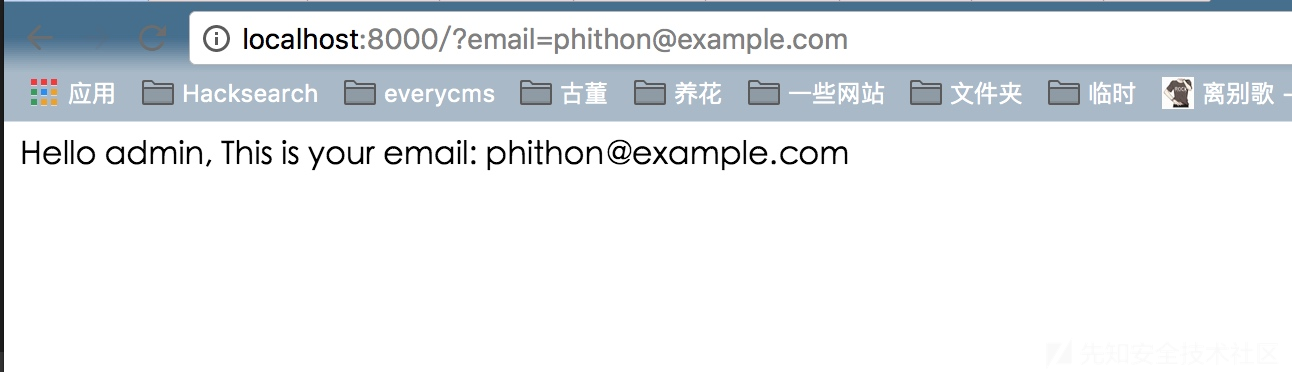 localhost:8000/?email=phithon@example.com
应用 Hacksearch everycms 古董 养花 一些网站 文件夹 临时 离别歌 -
Hello admin, This is your email: phithon@example.com
先知安全技术社区